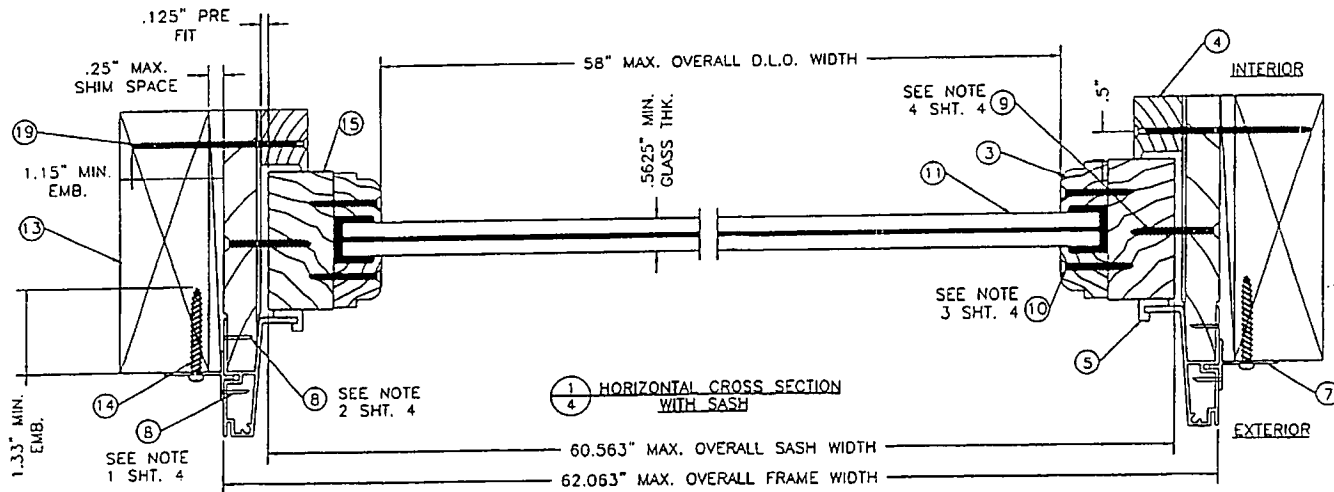 .125" PRE
FIT
.25" MAX.
SHIM SPACE
58" MAX. OVERALL D.L.O. WIDTH
4
INTERIOR
.5"
SEE NOTE
4 SHT. 4
9
19
15
3
11
.5625" MIN.
GLASS THK.
1.15" MIN.
EMB.
13
SEE NOTE
3 SHT. 4
10
5
14
8
SEE NOTE
2 SHT. 4
8
SEE NOTE
1 SHT. 4
1.33" MIN.
EMB.
1
4
HORIZONTAL CROSS SECTION
WITH SASH
7
EXTERIOR
60.563" MAX. OVERALL SASH WIDTH
62.063" MAX. OVERALL FRAME WIDTH